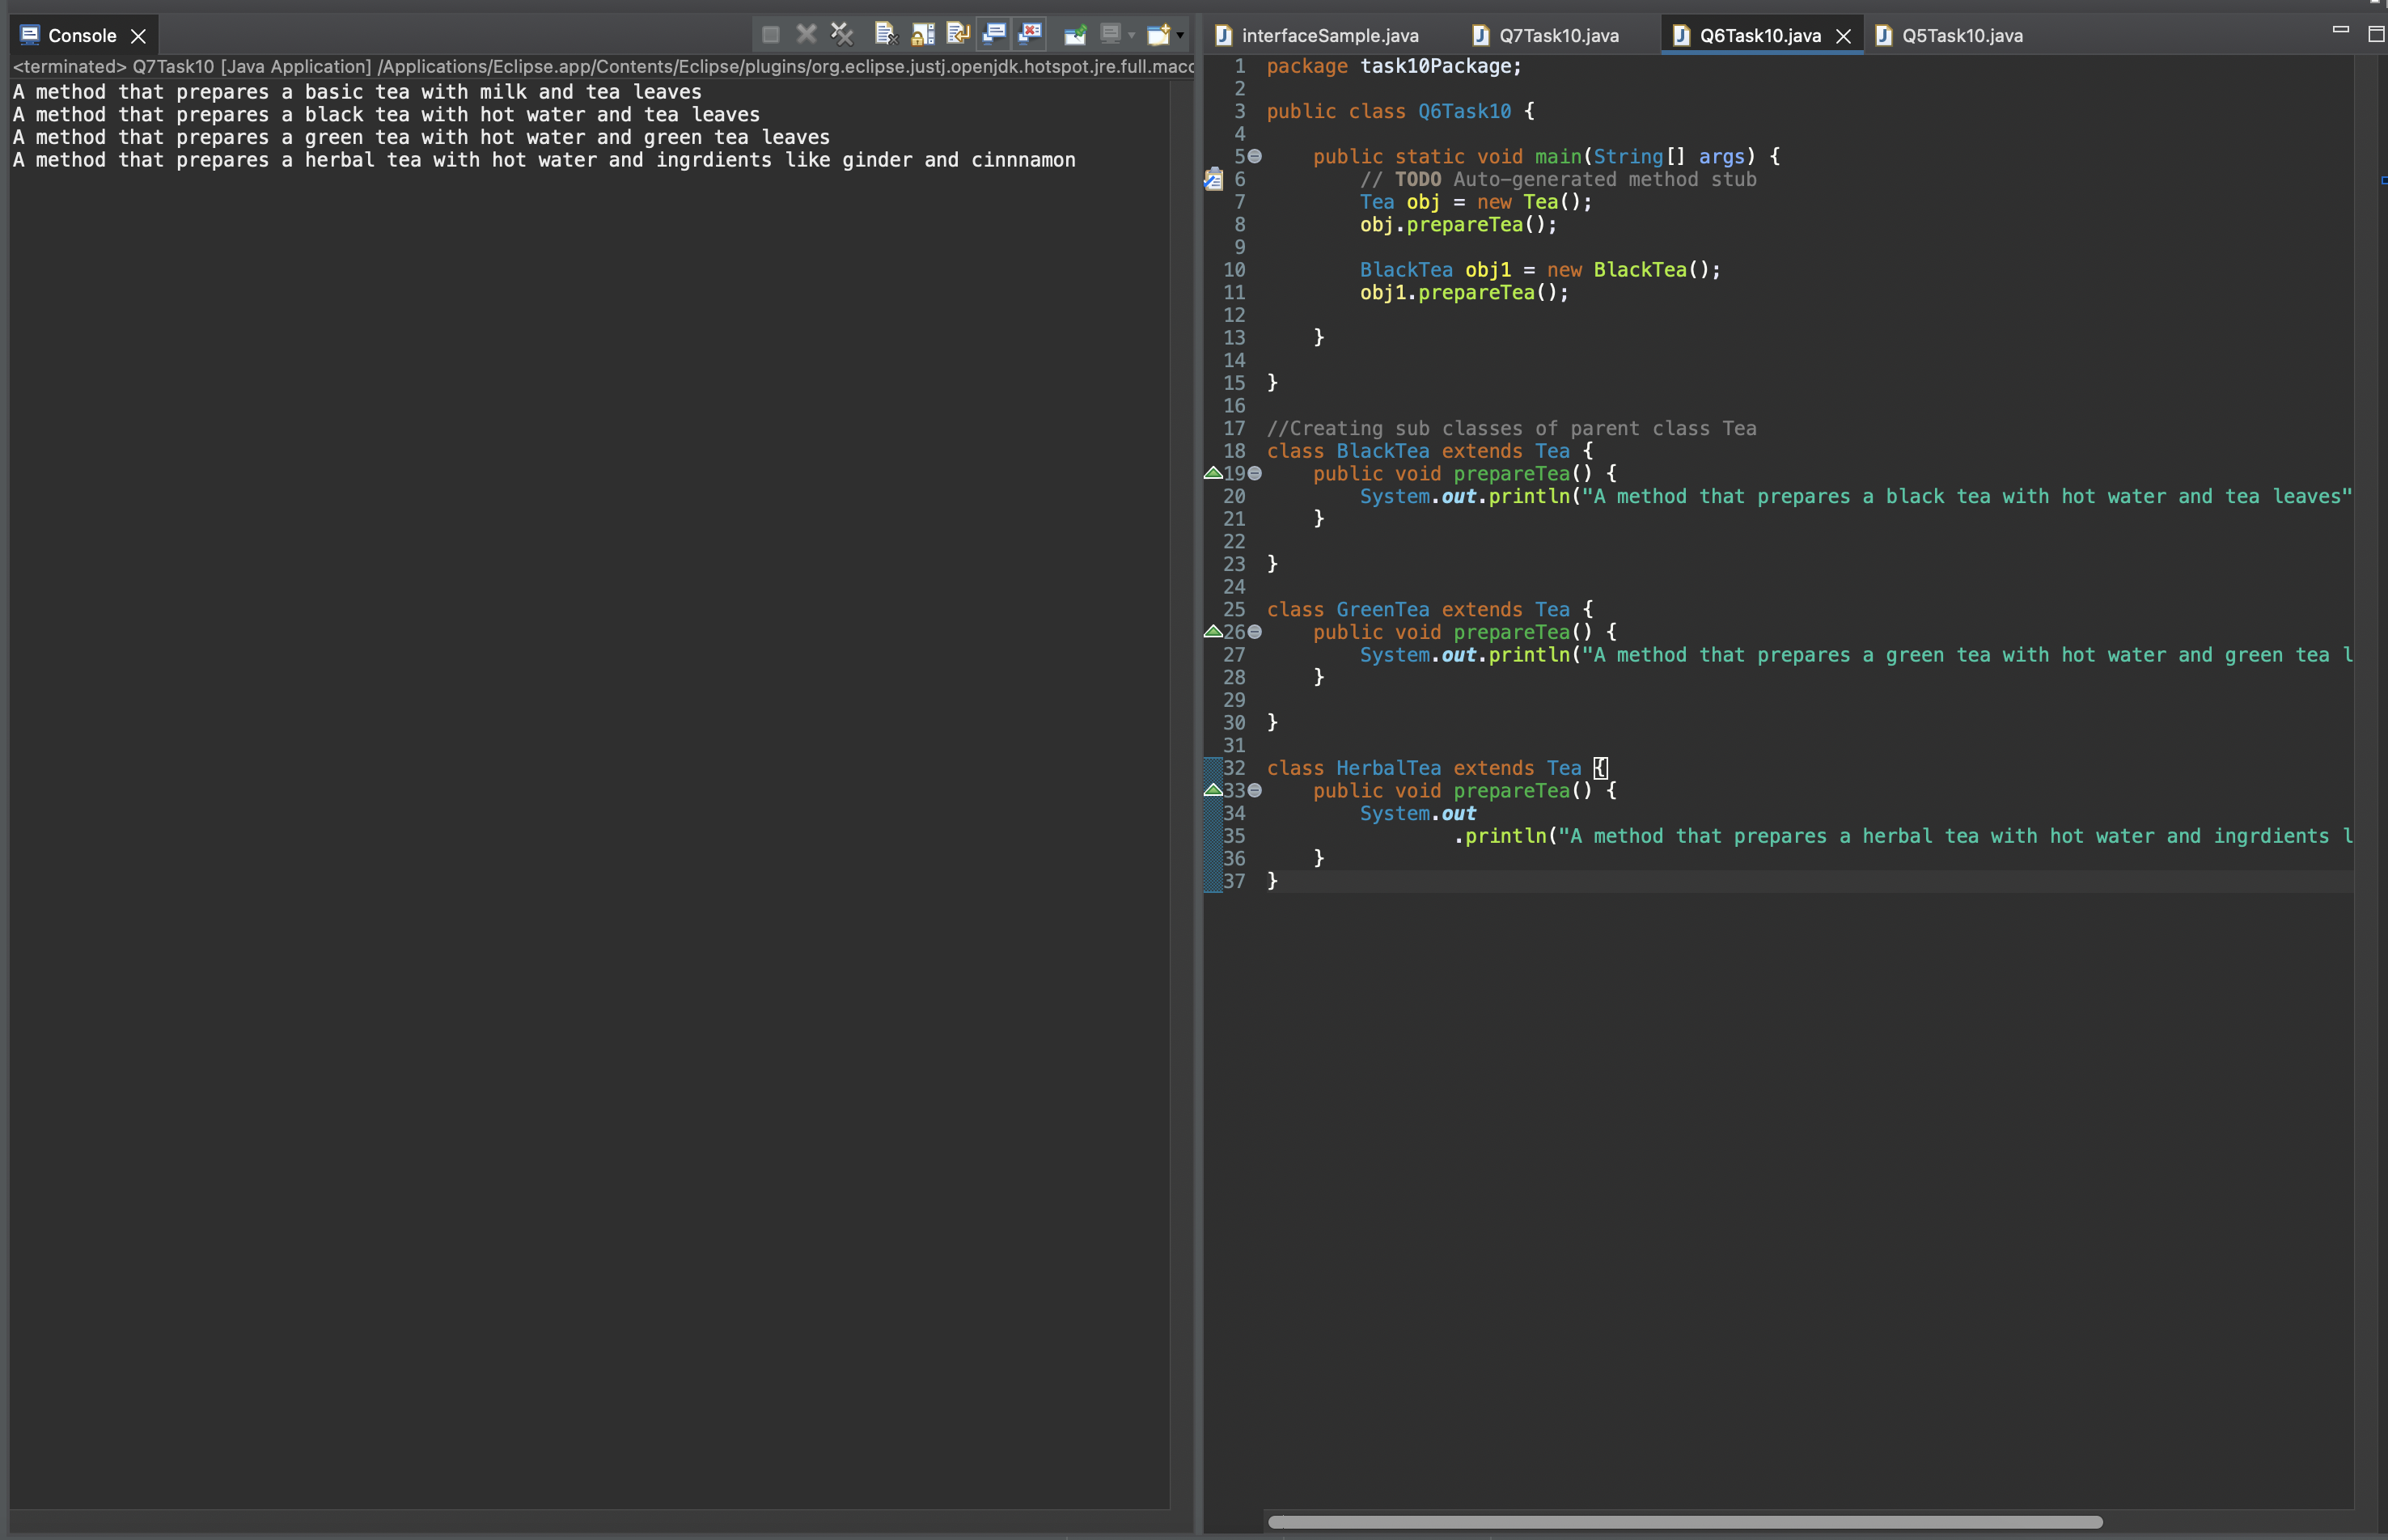 Console
<terminated> Q7Task10 [Java Application] /Applications/Eclipse.app/Contents/Eclipse/plugins/org.eclipse.justj.openjdk.hotspot.jre.full.macc
A method that prepares a basic tea with milk and tea leaves
A method that prepares a black tea with hot water and tea leaves
A method that prepares a green tea with hot water and green tea leaves
A method that prepares a herbal tea with hot water and ingrdients like ginder and cinnnamon
interfaceSample.java Q7Task10.java Q6Task10.java Q5Task10.java
1 package task10Package;
2
3 public class Q6Task10 {
4
5 public static void main(String[] args) {
6 // TODO Auto-generated method stub
7 Tea obj = new Tea();
8 obj.prepareTea();
9
10 BlackTea obj1 = new BlackTea();
11 obj1.prepareTea();
12
13 }
14
15 }
16
17 //Creating sub classes of parent class Tea
18 class BlackTea extends Tea {
19 public void prepareTea() {
20 System.out.println("A method that prepares a black tea with hot water and tea leaves"
21 }
22
23 }
24
25 class GreenTea extends Tea {
26 public void prepareTea() {
27 System.out.println("A method that prepares a green tea with hot water and green tea l
28 }
29
30 }
31
32 class HerbalTea extends Tea {
33 public void prepareTea() {
34 System.out
35 .println("A method that prepares a herbal tea with hot water and ingrdients l
36 }
37 }